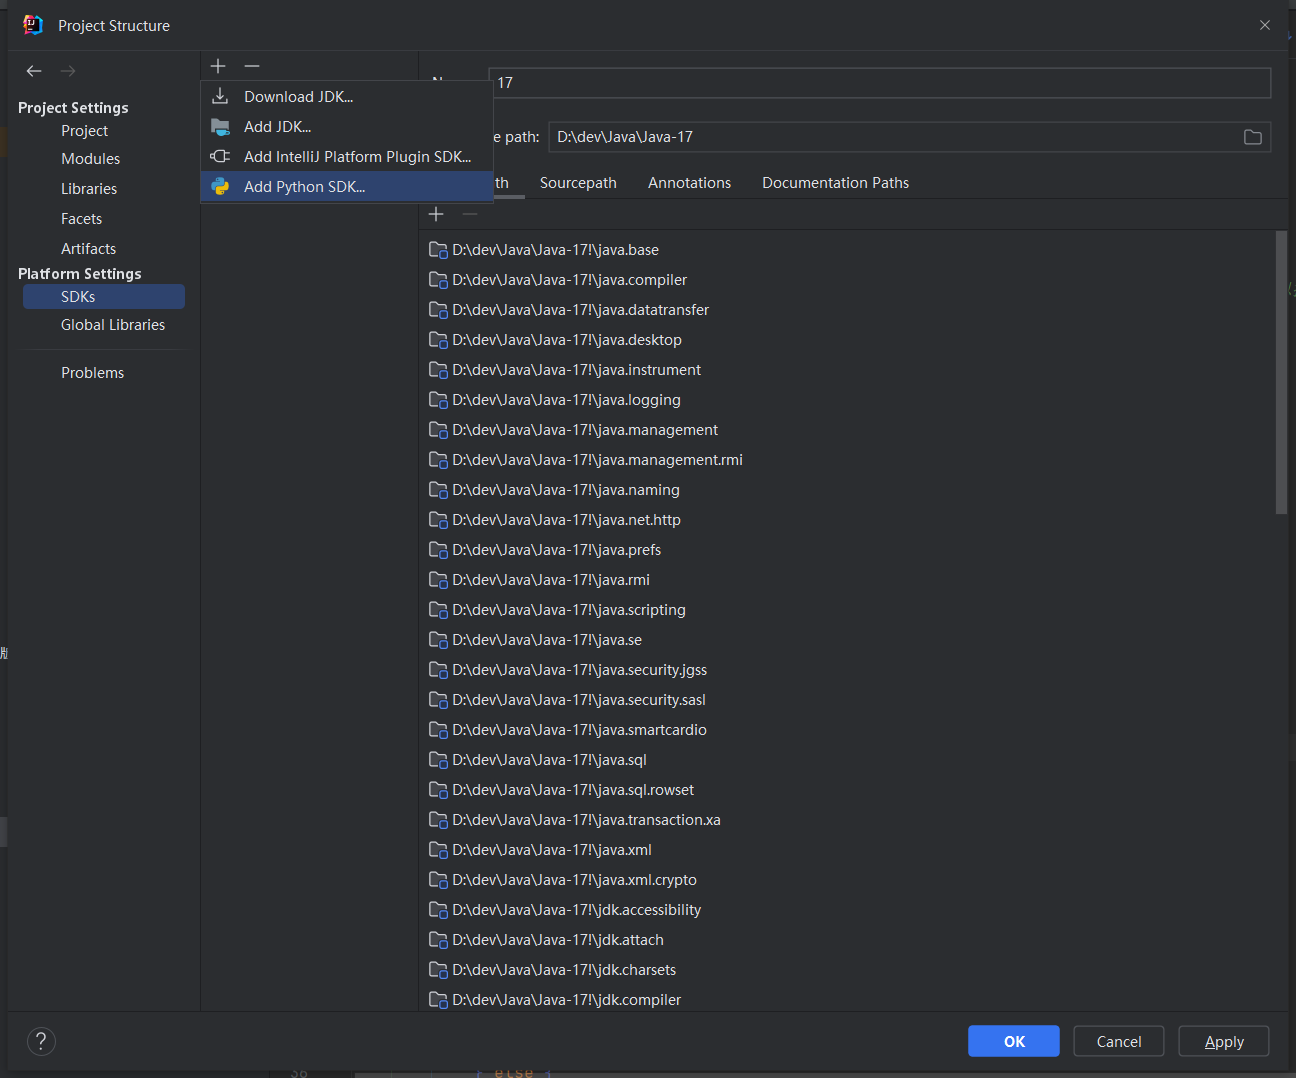 Project Structure
Project Settings
Project
Modules
Libraries
Facets
Artifacts
Platform Settings
SDKs
Global Libraries
Problems
Download JDK...
Add JDK...
Add IntelliJ Platform Plugin SDK...
Add Python SDK...
17
e path: D:\dev\Java\Java-17
th Sourcepath Annotations Documentation Paths
D:\dev\Java\Java-17!\java.base
D:\dev\Java\Java-17!\java.compiler
D:\dev\Java\Java-17!\java.datatransfer
D:\dev\Java\Java-17!\java.desktop
D:\dev\Java\Java-17!\java.instrument
D:\dev\Java\Java-17!\java.logging
D:\dev\Java\Java-17!\java.management
D:\dev\Java\Java-17!\java.management.rmi
D:\dev\Java\Java-17!\java.naming
D:\dev\Java\Java-17!\java.net.http
D:\dev\Java\Java-17!\java.prefs
D:\dev\Java\Java-17!\java.rmi
D:\dev\Java\Java-17!\java.scripting
D:\dev\Java\Java-17!\java.se
D:\dev\Java\Java-17!\java.security.jgss
D:\dev\Java\Java-17!\java.security.sasl
D:\dev\Java\Java-17!\java.smartcardio
D:\dev\Java\Java-17!\java.sql
D:\dev\Java\Java-17!\java.sql.rowset
D:\dev\Java\Java-17!\java.transaction.xa
D:\dev\Java\Java-17!\java.xml
D:\dev\Java\Java-17!\java.xml.crypto
D:\dev\Java\Java-17!\jdk.accessibility
D:\dev\Java\Java-17!\jdk.attach
D:\dev\Java\Java-17!\jdk.charsets
D:\dev\Java\Java-17!\jdk.compiler
?
OK Cancel Apply
else